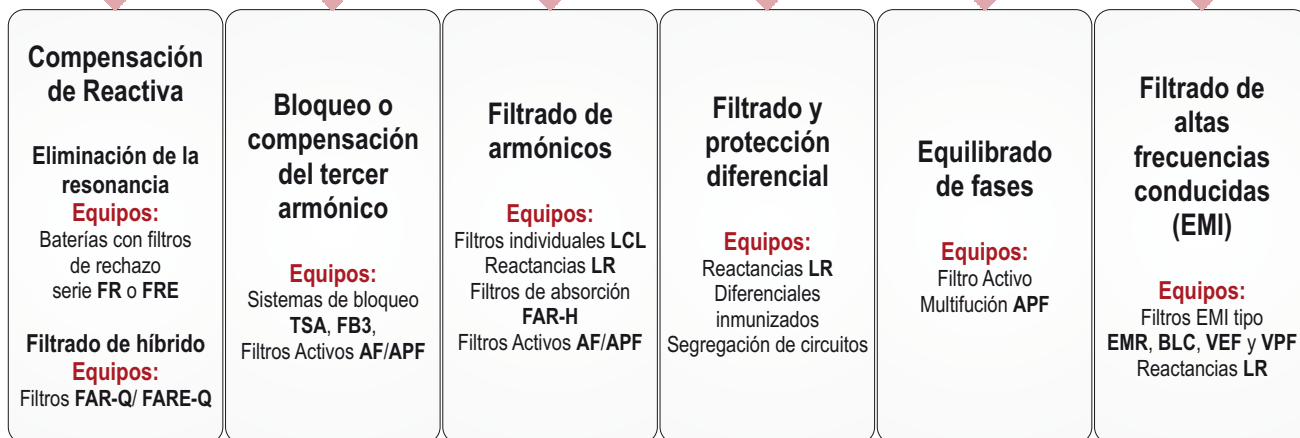 Compensación
de Reactiva
Eliminación de la
resonancia
Equipos:
Baterías con filtros
de rechazo
serie FR o FRE
Filtrado de híbrido
Equipos:
Filtros FAR-Q/ FARE-Q
Bloqueo o
compensación
del tercer
armónico
Equipos:
Sistemas de bloqueo
TSA, FB3,
Filtros Activos AF/APF
Filtrado de
armónicos
Equipos:
Filtros individuales LCL
Reactancias LR
Filtros de absorción
FAR-H
Filtros Activos AF/APF
Filtrado y
protección
diferencial
Equipos:
Reactancias LR
Diferenciales
inmunizados
Segregación de circuitos
Equilibrado
de fases
Equipos:
Filtro Activo
Multifución APF
Filtrado de
altas
frecuencias
conducidas
(EMI)
Equipos:
Filtros EMI tipo
EMR, BLC, VEF y VPF
Reactancias LR